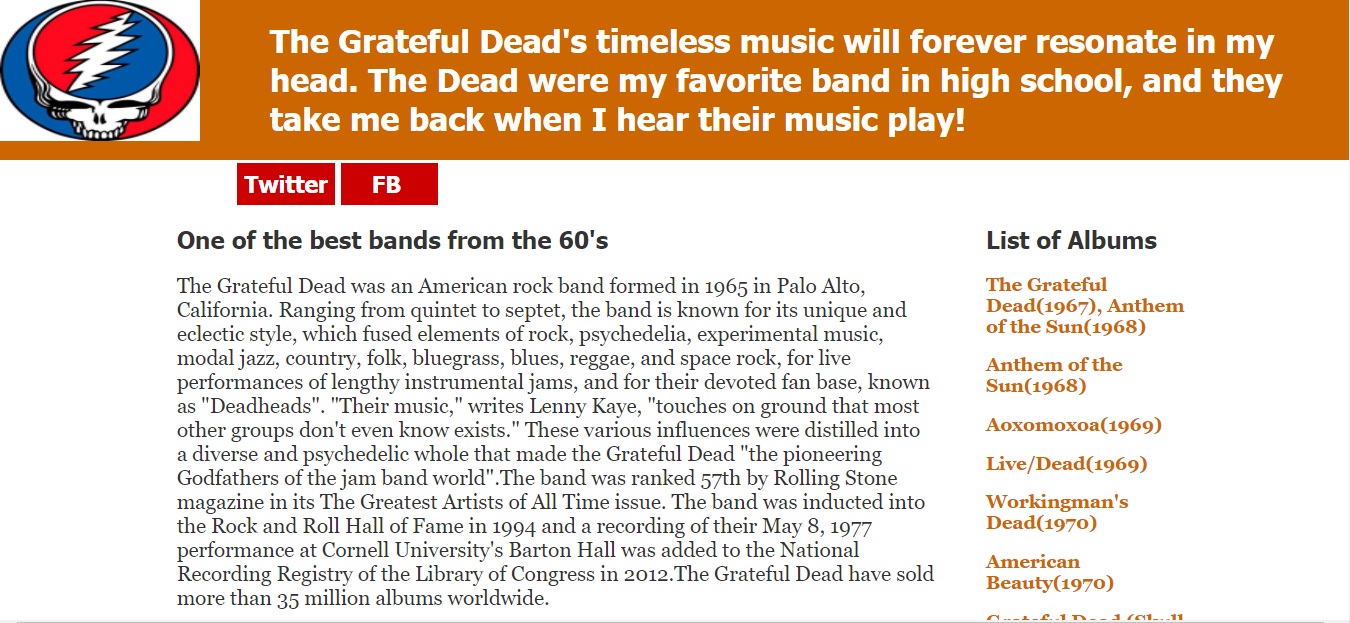 The Grateful Dead's timeless music will forever resonate in my
head. The Dead were my favorite band in high school, and they
take me back when I hear their music play!
Twitter FB
One of the best bands from the 60's
The Grateful Dead was an American rock band formed in 1965 in Palo Alto,
California. Ranging from quintet to septet, the band is known for its unique and
eclectic style, which fused elements of rock, psychedelia, experimental music,
modal jazz, country, folk, bluegrass, blues, reggae, and space rock, for live
performances of lengthy instrumental jams, and for their devoted fan base, known
as "Deadheads". "Their music," writes Lenny Kaye, "touches on ground that most
other groups don't even know exists." These various influences were distilled into
a diverse and psychedelic whole that made the Grateful Dead "the pioneering
Godfathers of the jam band world".The band was ranked 57th by Rolling Stone
magazine in its The Greatest Artists of All Time issue. The band was inducted into
the Rock and Roll Hall of Fame in 1994 and a recording of their May 8, 1977
performance at Cornell University's Barton Hall was added to the National
Recording Registry of the Library of Congress in 2012.The Grateful Dead have sold
more than 35 million albums worldwide.
List of Albums
The Grateful
Dead(1967), Anthem
of the Sun(1968)
Anthem of the
Sun(1968)
Aoxomoxoa(1969)
Live/Dead(1969)
Workingman's
Dead(1970)
American
Beauty(1970)
Grateful Dead (Skull